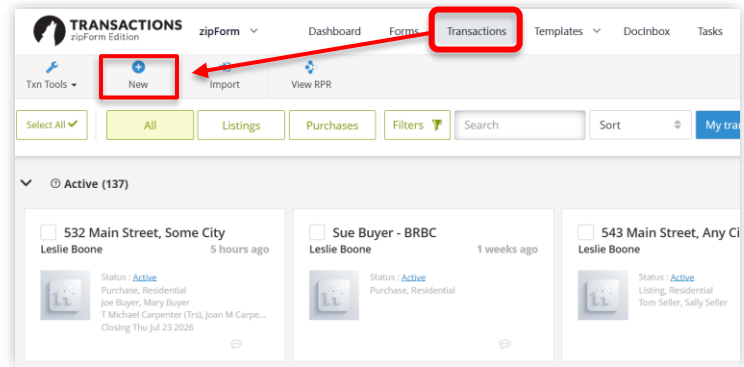 TRANSACTIONS
zipForm Edition
zipForm
Dashboard
Forms
Transactions
Templates
DocInbox
Tasks
Txn Tools
New
Import
View RPR
Select All
All
Listings
Purchases
Filters
Search
Sort
My tra
Active (137)
532 Main Street, Some City
Leslie Boone
5 hours ago
Status : Active
Purchase, Residential
Joe Buyer, Mary Buyer
T Michael Carpenter (Trs), Joan M Carpe...
Closing Thu Jul 23 2026
Sue Buyer - BRBC
Leslie Boone
1 weeks ago
Status : Active
Purchase, Residential
543 Main Street, Any Ci
Leslie Boone
Status : Active
Listing, Residential
Tom Seller, Sally Seller